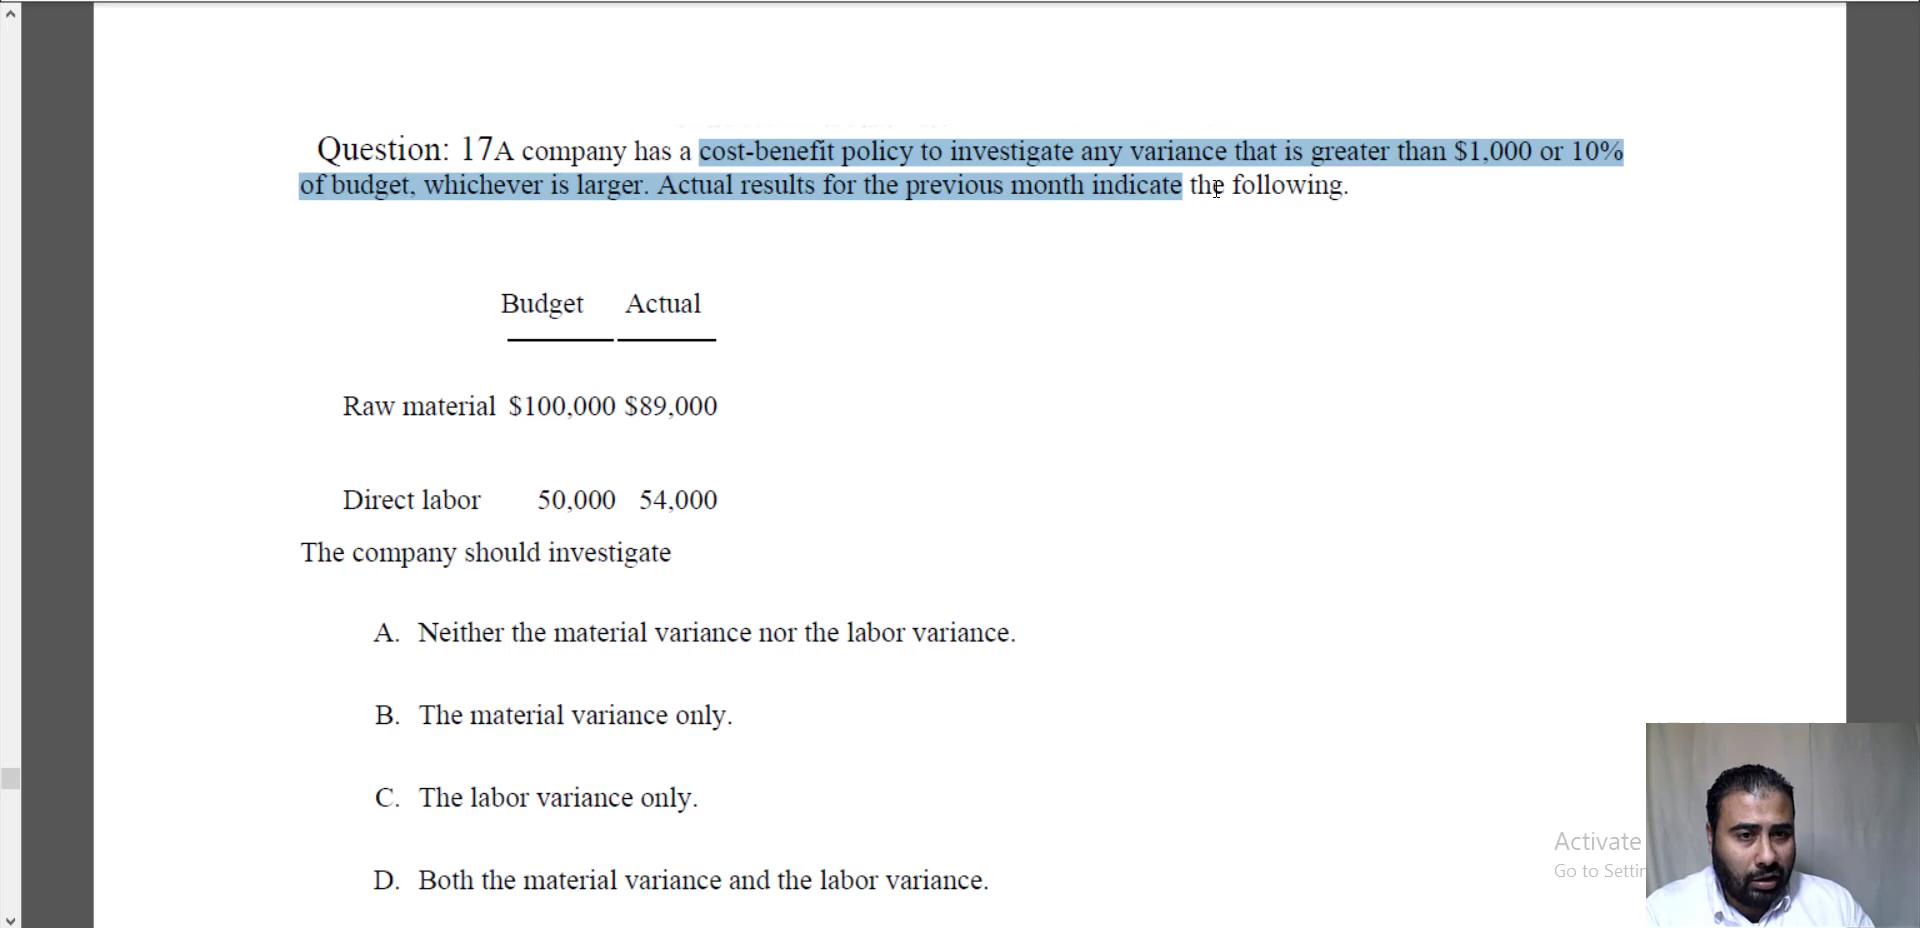 Question: 17A company has a cost-benefit policy to investigate any variance that is greater than $1,000 or 10%
of budget, whichever is larger. Actual results for the previous month indicate the following.
Budget Actual
Raw material $100,000 $89,000
Direct labor 50,000 54,000
The company should investigate
A. Neither the material variance nor the labor variance.
B. The material variance only.
C. The labor variance only.
Activate
Go to Settin
D. Both the material variance and the labor variance.